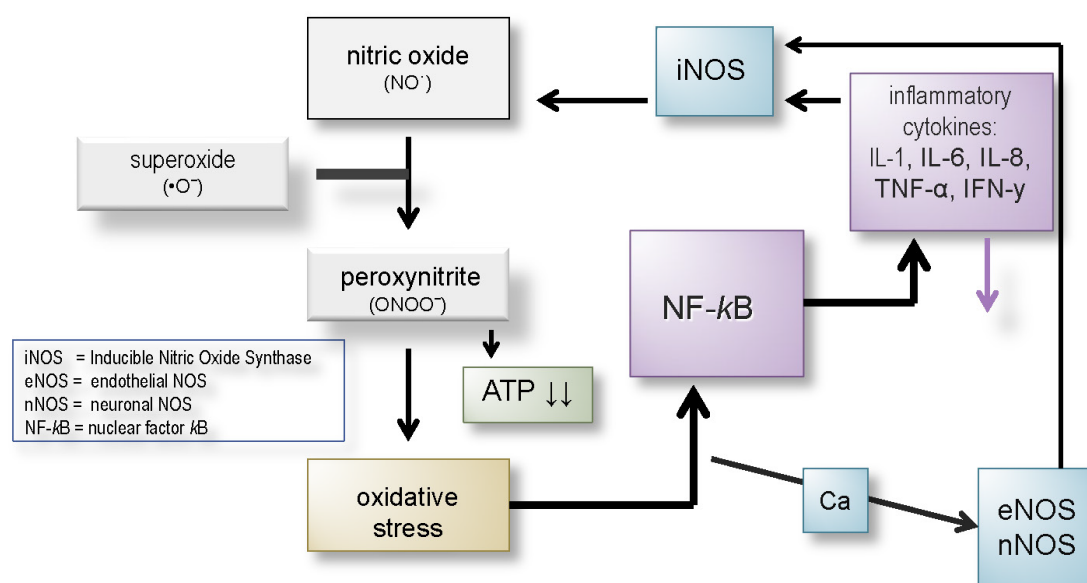 nitric oxide
(NO˙)
iNOS
inflammatory
cytokines:
IL-1, IL-6, IL-8,
TNF-α, IFN-y
superoxide
(•O⁻)
peroxynitrite
(ONOO⁻)
NF-kB
iNOS = Inducible Nitric Oxide Synthase
eNOS = endothelial NOS
nNOS = neuronal NOS
NF-kB = nuclear factor kB
ATP ↓↓
oxidative
stress
Ca
eNOS
nNOS